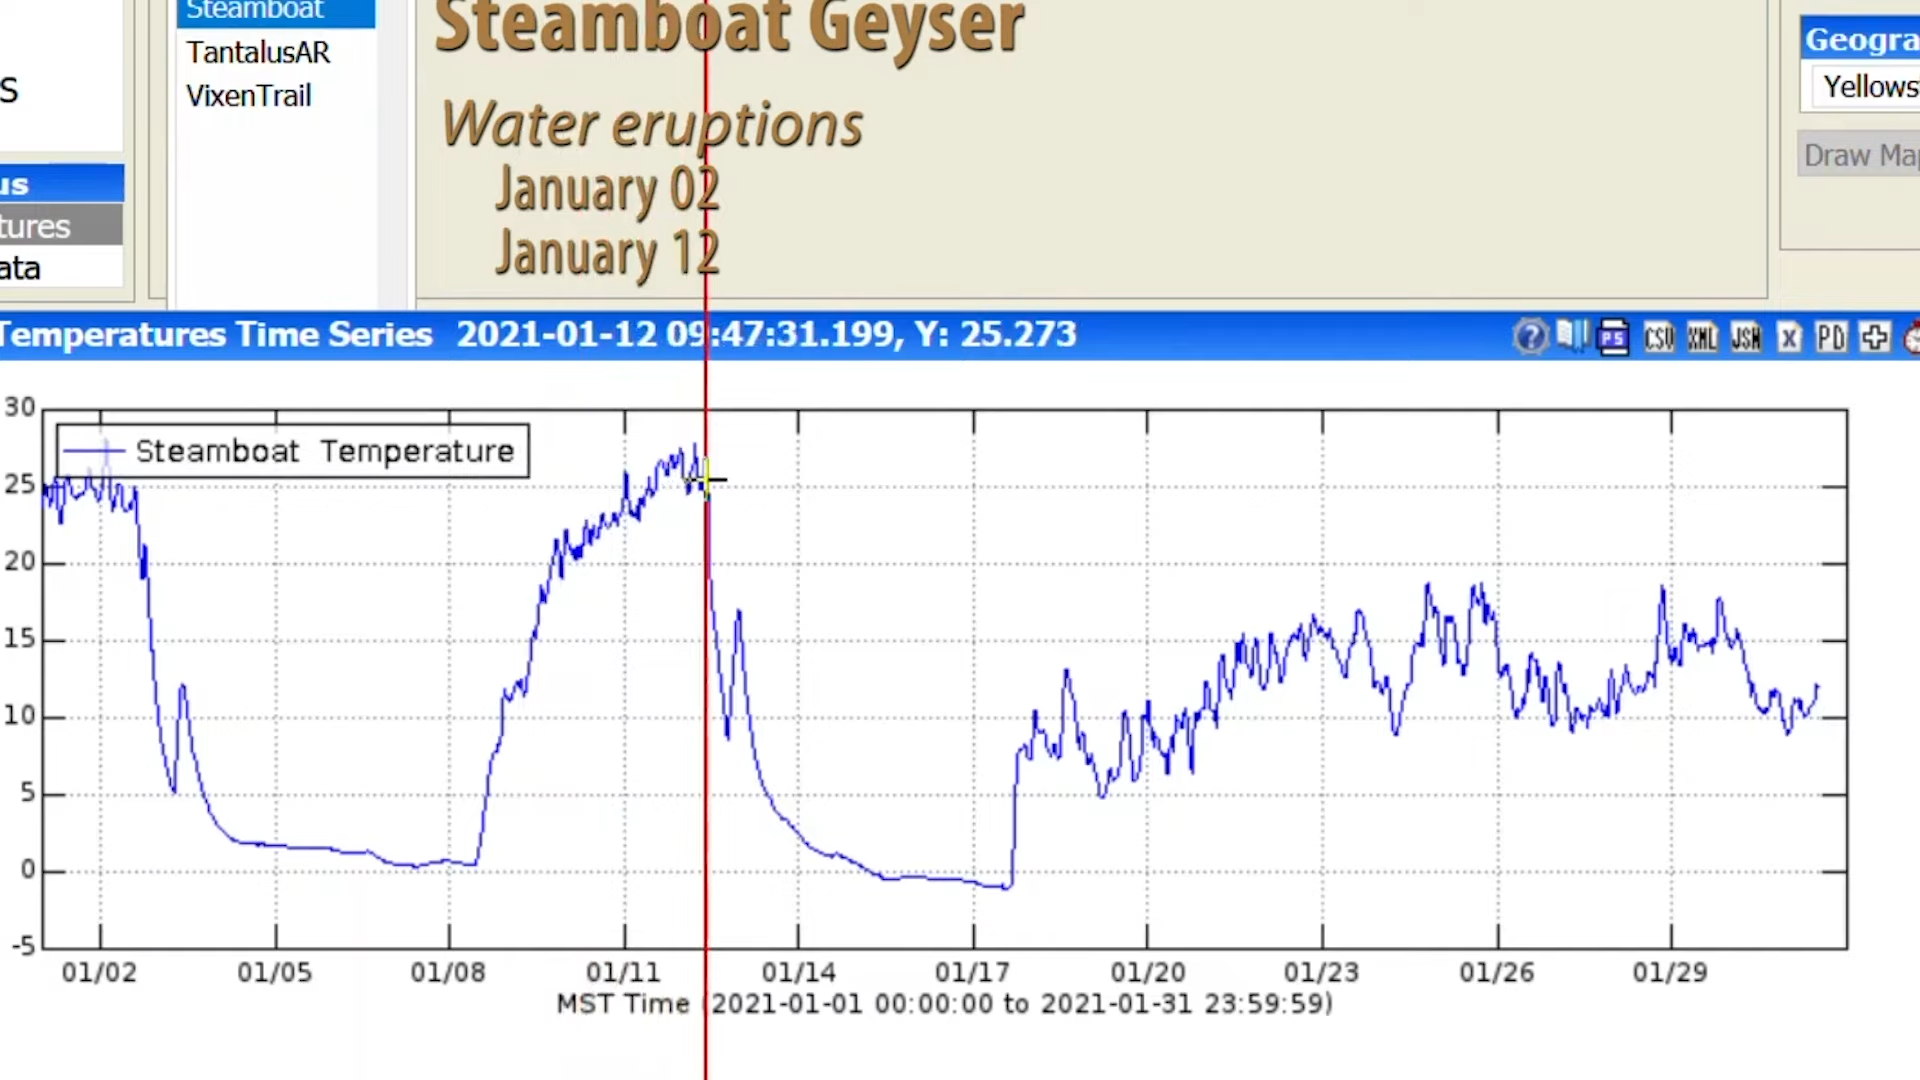 Steamboat
Steamboat Geyser
Geogra
TantalusAR
S
Yellows
VixenTrail
Water eruptions
Draw Ma
us
January 02
tures
January 12
ata
Temperatures Time Series 2021-01-12 09:47:31.199, Y: 25.273
? PS CSV XML JSN X PD
30
Steamboat Temperature
25
20
15
10
5
0
-5
01/02 01/05 01/08 01/11 01/14 01/17 01/20 01/23 01/26 01/29
MST Time (2021-01-01 00:00:00 to 2021-01-31 23:59:59)